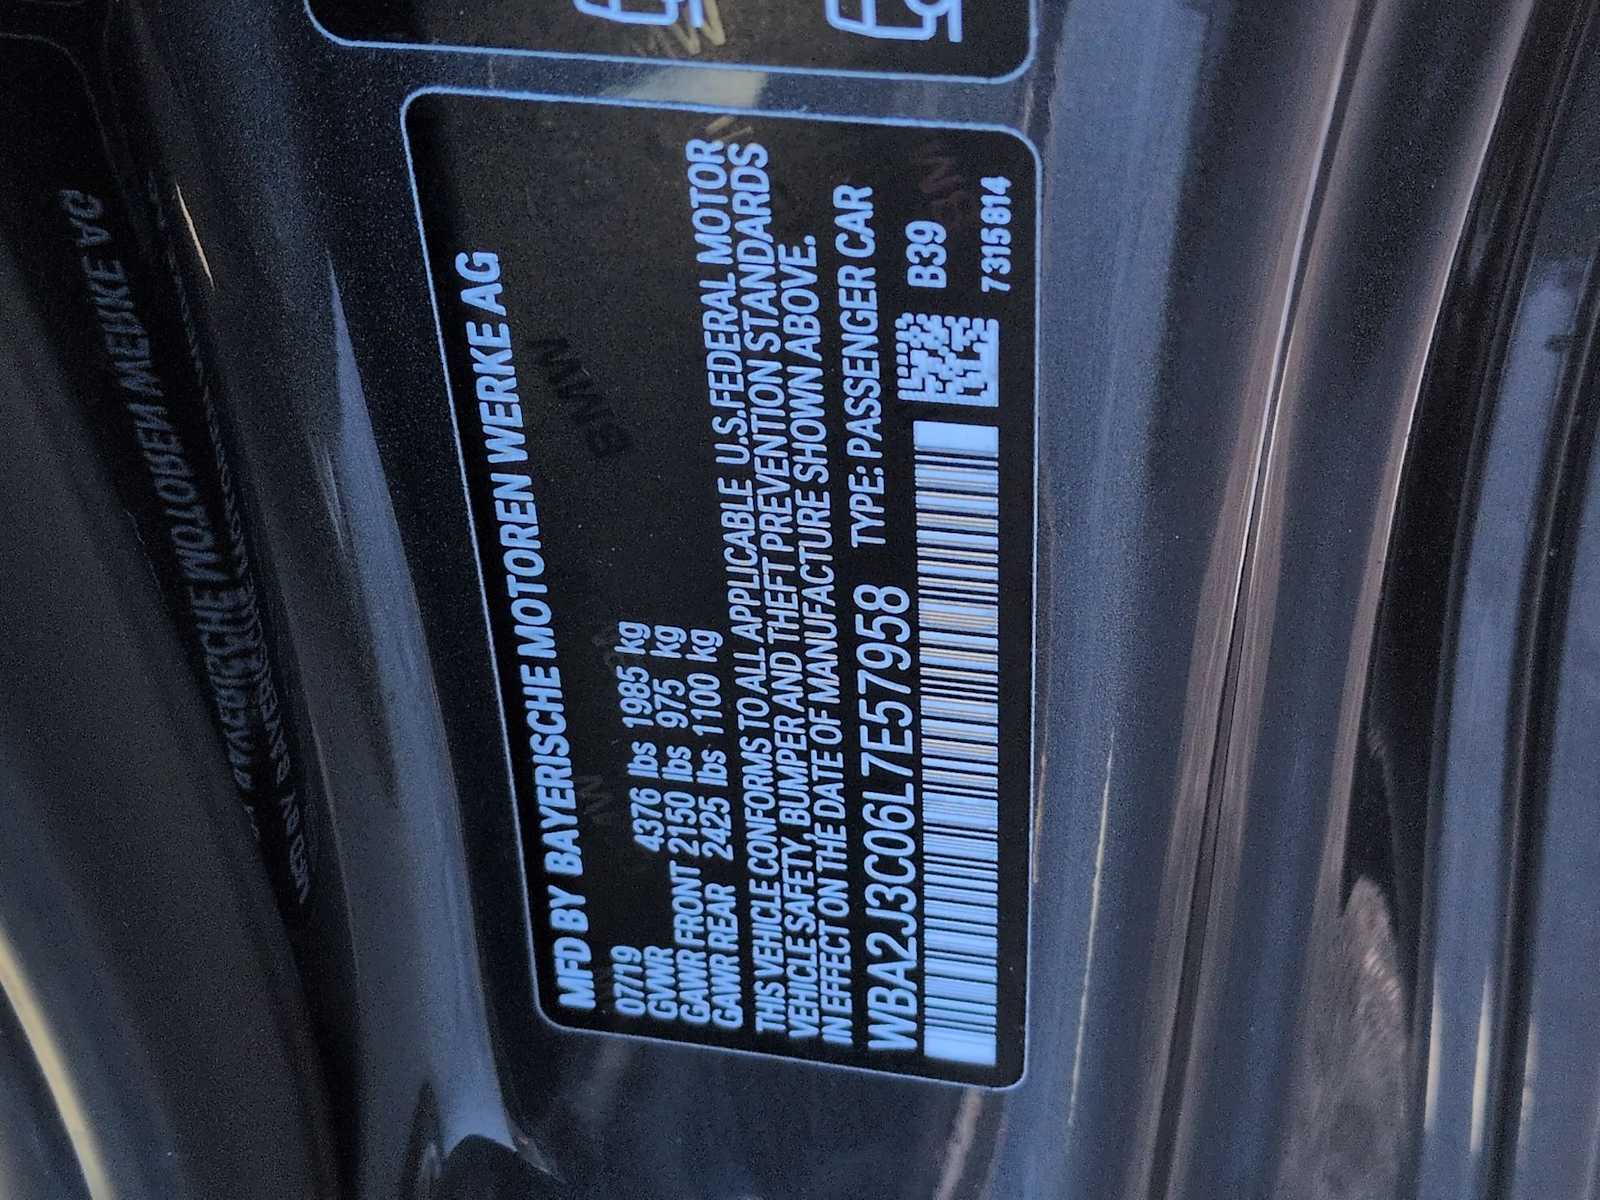 MFD BY BAYERISCHE MOTOREN WERKE AG
07/19
GVWR 4376 lbs 1985 kg
GAWR FRONT 2150 lbs 975 kg
GAWR REAR 2425 lbs 1100 kg
THIS VEHICLE CONFORMS TO ALL APPLICABLE U.S.FEDERAL MOTOR
VEHICLE SAFETY, BUMPER AND THEFT PREVENTION STANDARDS
IN EFFECT ON THE DATE OF MANUFACTURE SHOWN ABOVE.
WBA2J3C06L7E57958 TYPE: PASSENGER CAR
B39
7315814
BMW